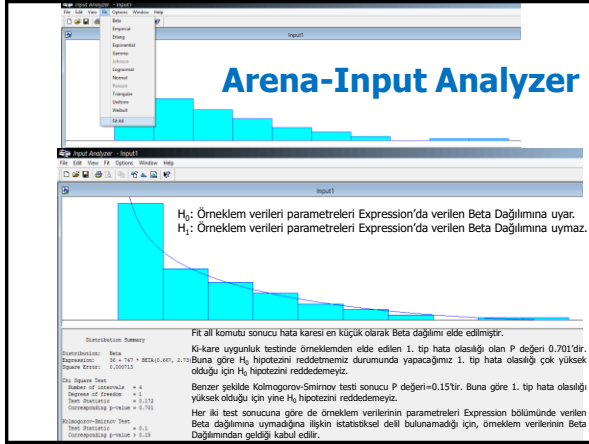 Input Analyzer - Input1
File Edit View Fit Options Window Help
Beta
Empirical
Erlang
Exponential
Gamma
Johnson
Lognormal
Normal
Poisson
Triangular
Uniform
Weibull
Fit All
Input1
Arena-Input Analyzer
Input Analyzer - Input1
File Edit View Fit Options Window Help
Input1
H0: Örneklem verileri parametreleri Expression’da verilen Beta Dağılımına uyar.
H1: Örneklem verileri parametreleri Expression’da verilen Beta Dağılımına uymaz.
Distribution Summary
Distribution: Beta
Expression: 36 + 747 * BETA(0.667, 2.73)
Square Error: 0.000713
Chi Square Test
Number of intervals = 4
Degrees of freedom = 1
Test Statistic = 0.172
Corresponding p-value = 0.701
Kolmogorov-Smirnov Test
Test Statistic = 0.1
Corresponding p-value > 0.15
Fit all komutu sonucu hata karesi en küçük olarak Beta dağılımı elde edilmiştir.
Ki-kare uygunluk testinde örneklemden elde edilen 1. tip hata olasılığı olan P değeri 0.701’dir.
Buna göre H0 hipotezini reddetmemiz durumunda yapacağımız 1. tip hata olasılığı çok yüksek
olduğu için H0 hipotezini reddedemeyiz.
Benzer şekilde Kolmogorov-Smirnov testi sonucu P değeri=0.15’tir. Buna göre 1. tip hata olasılığı
yüksek olduğu için yine H0 hipotezini reddedemeyiz.
Her iki test sonucuna göre de örneklem verilerinin parametreleri Expression bölümünde verilen
Beta dağılımına uymadığına ilişkin istatistiksel delil bulunamadığı için, örneklem verilerinin Beta
Dağılımından geldiği kabul edilir.